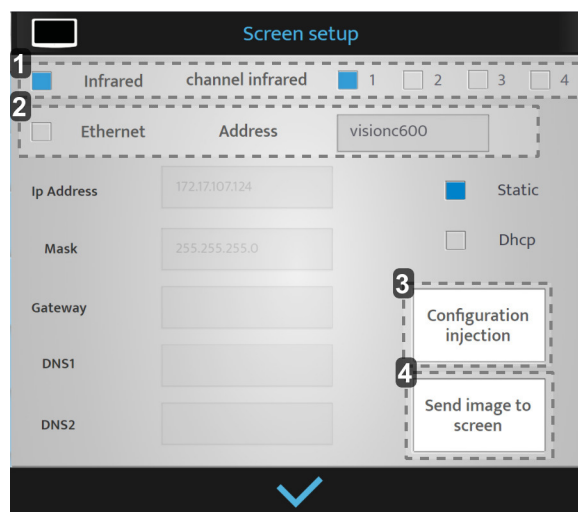 Screen setup
1
Infrared channel infrared 1 2 3 4
2
Ethernet Address visionc600
Ip Address 172.17.107.124 Static
Mask 255.255.255.0 Dhcp
3
Gateway Configuration
injection
DNS1
4
Send image to
DNS2 screen